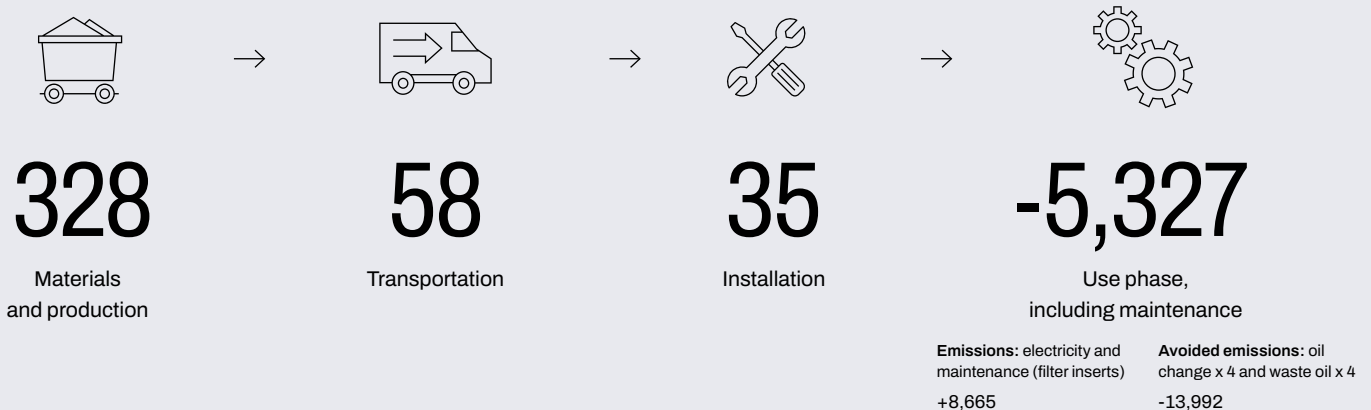 328
58
35
-5,327
Materials
and production
Transportation
Installation
Use phase,
including maintenance
Emissions: electricity and
maintenance (filter inserts)
+8,665
Avoided emissions: oil
change x 4 and waste oil x 4
-13,992